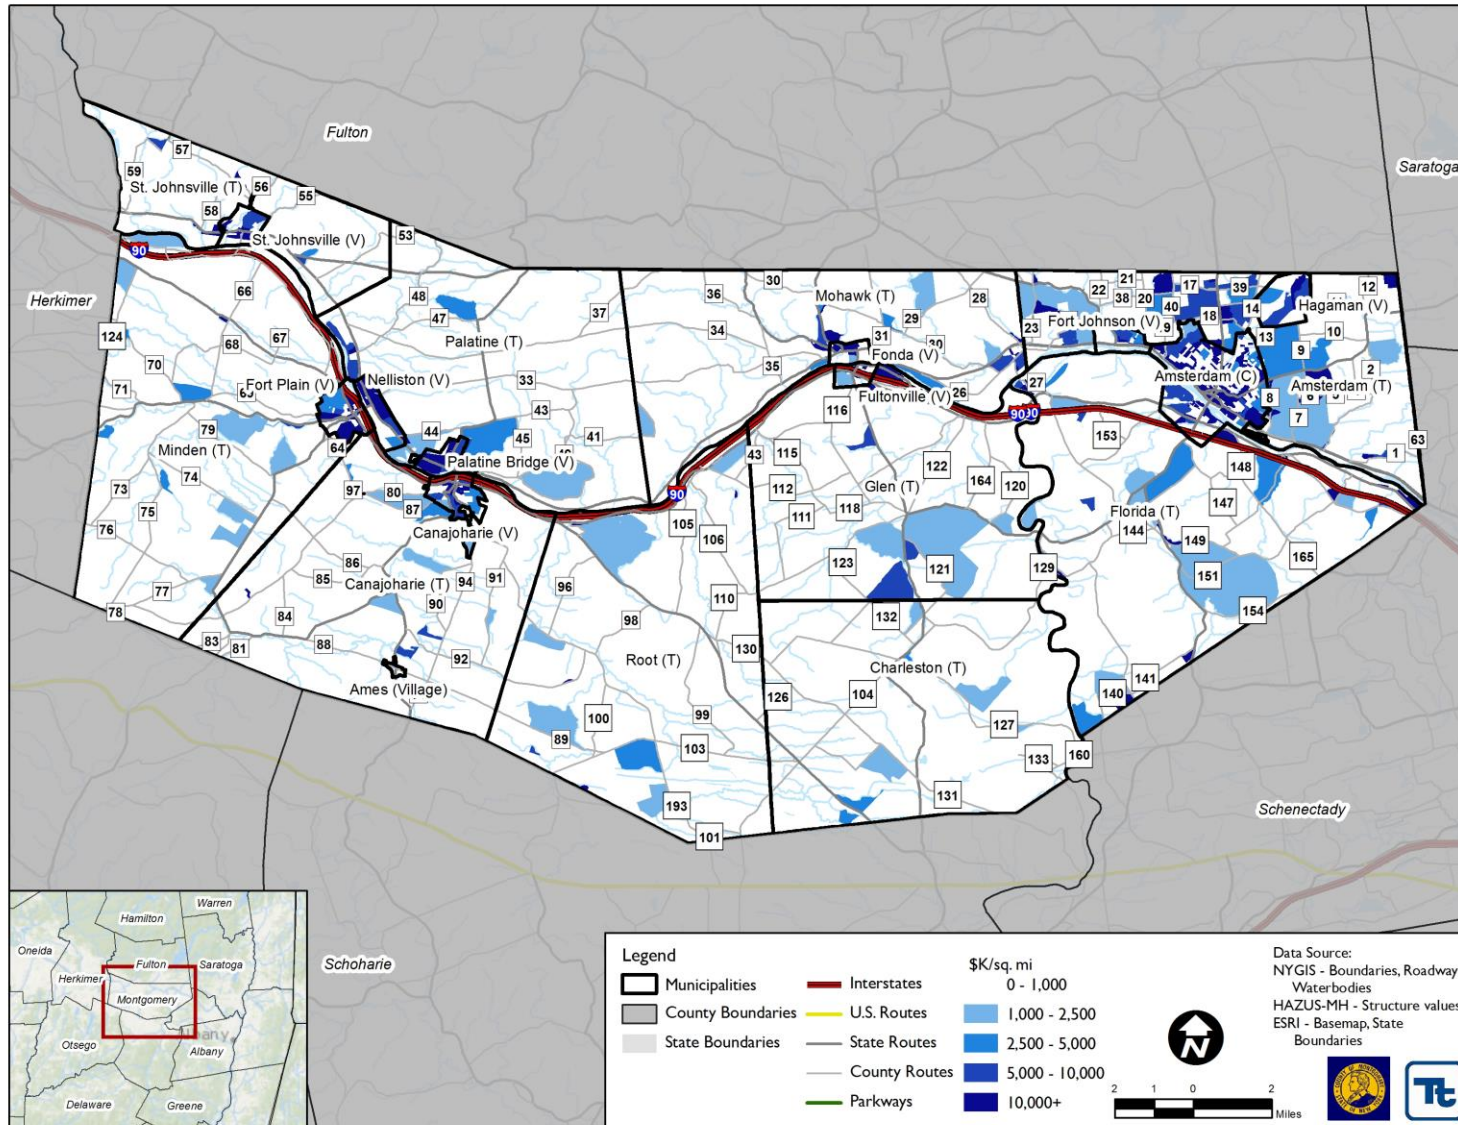 Fulton
Saratoga
57
59
St. Johnsville (T)
56
55
58
St. Johnsville (V)
53
90
Herkimer
66
124
67
68
70
71
Fort Plain (V)
Nelliston (V)
48
47
Palatine (T)
37
33
43
79
Minden (T)
64
44
45
41
Palatine Bridge (V)
74
73
75
76
97
80
87
Canajoharie (V)
86
85
Canajoharie (T)
94
91
90
77
78
84
83
81
88
92
Ames (Village)
36
30
Mohawk (T)
29
28
34
31
30
35
Fonda (V)
Fultonville (V)
26
116
43
115
112
111
118
Glen (T)
122
164
120
90
105
106
123
121
129
96
110
98
Root (T)
130
132
126
Charleston (T)
104
99
100
89
103
127
133
160
193
101
131
21
22
38
20
17
39
40
18
14
12
Hagaman (V)
23
Fort Johnson (V)
9
13
10
9
27
Amsterdam (C)
2
Amsterdam (T)
8
6
7
90
153
148
63
1
147
Florida (T)
144
149
151
165
154
141
140
Schenectady
Schoharie
Warren
Hamilton
Oneida
Fulton
Saratoga
Herkimer
Montgomery
Albany
Otsego
Albany
Delaware
Greene
Legend
Municipalities
County Boundaries
State Boundaries
Interstates
U.S. Routes
State Routes
County Routes
Parkways
$K/sq. mi
0 - 1,000
1,000 - 2,500
2,500 - 5,000
5,000 - 10,000
10,000+
N
2 1 0 2
Miles
Data Source:
NYGIS - Boundaries, Roadway
Waterbodies
HAZUS-MH - Structure values
ESRI - Basemap, State
Boundaries
Tt